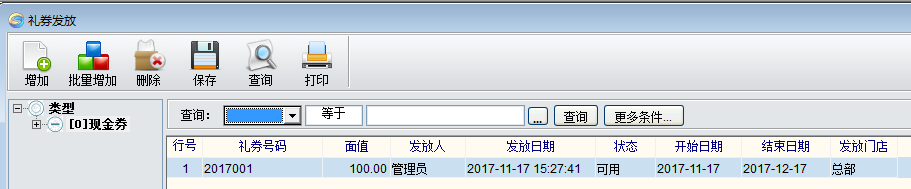 礼券发放
增加 批量增加 删除 保存 查询 打印
类型
[0]现金券
查询： 等于 ... 查询 更多条件...
行号 礼券号码 面值 发放人 发放日期 状态 开始日期 结束日期 发放门店
1 2017001 100.00 管理员 2017-11-17 15:27:41 可用 2017-11-17 2017-12-17 总部